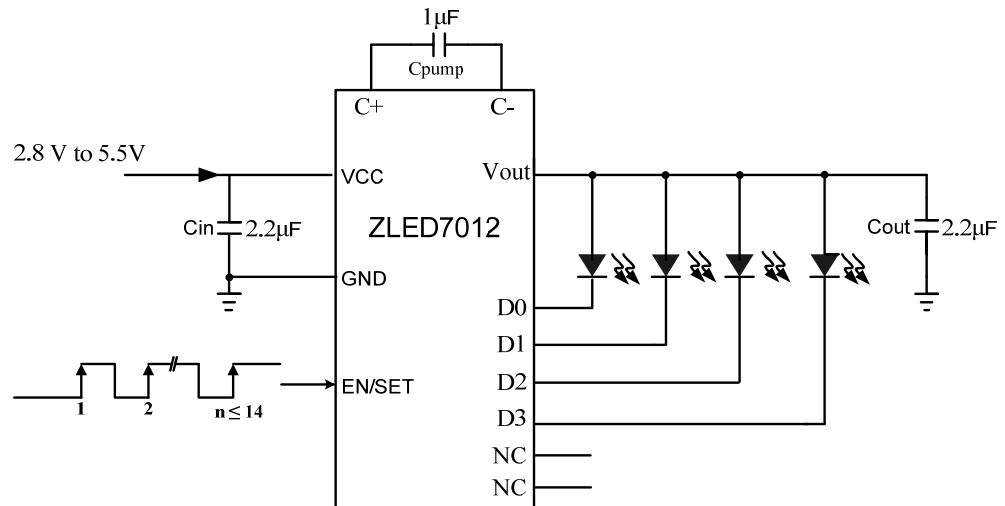 1µF
Cpump
C+
C-
2.8 V to 5.5V
VCC
Vout
Cin
2.2µF
ZLED7012
Cout
2.2µF
GND
D0
D1
D2
EN/SET
D3
1
2
n ≤ 14
NC
NC